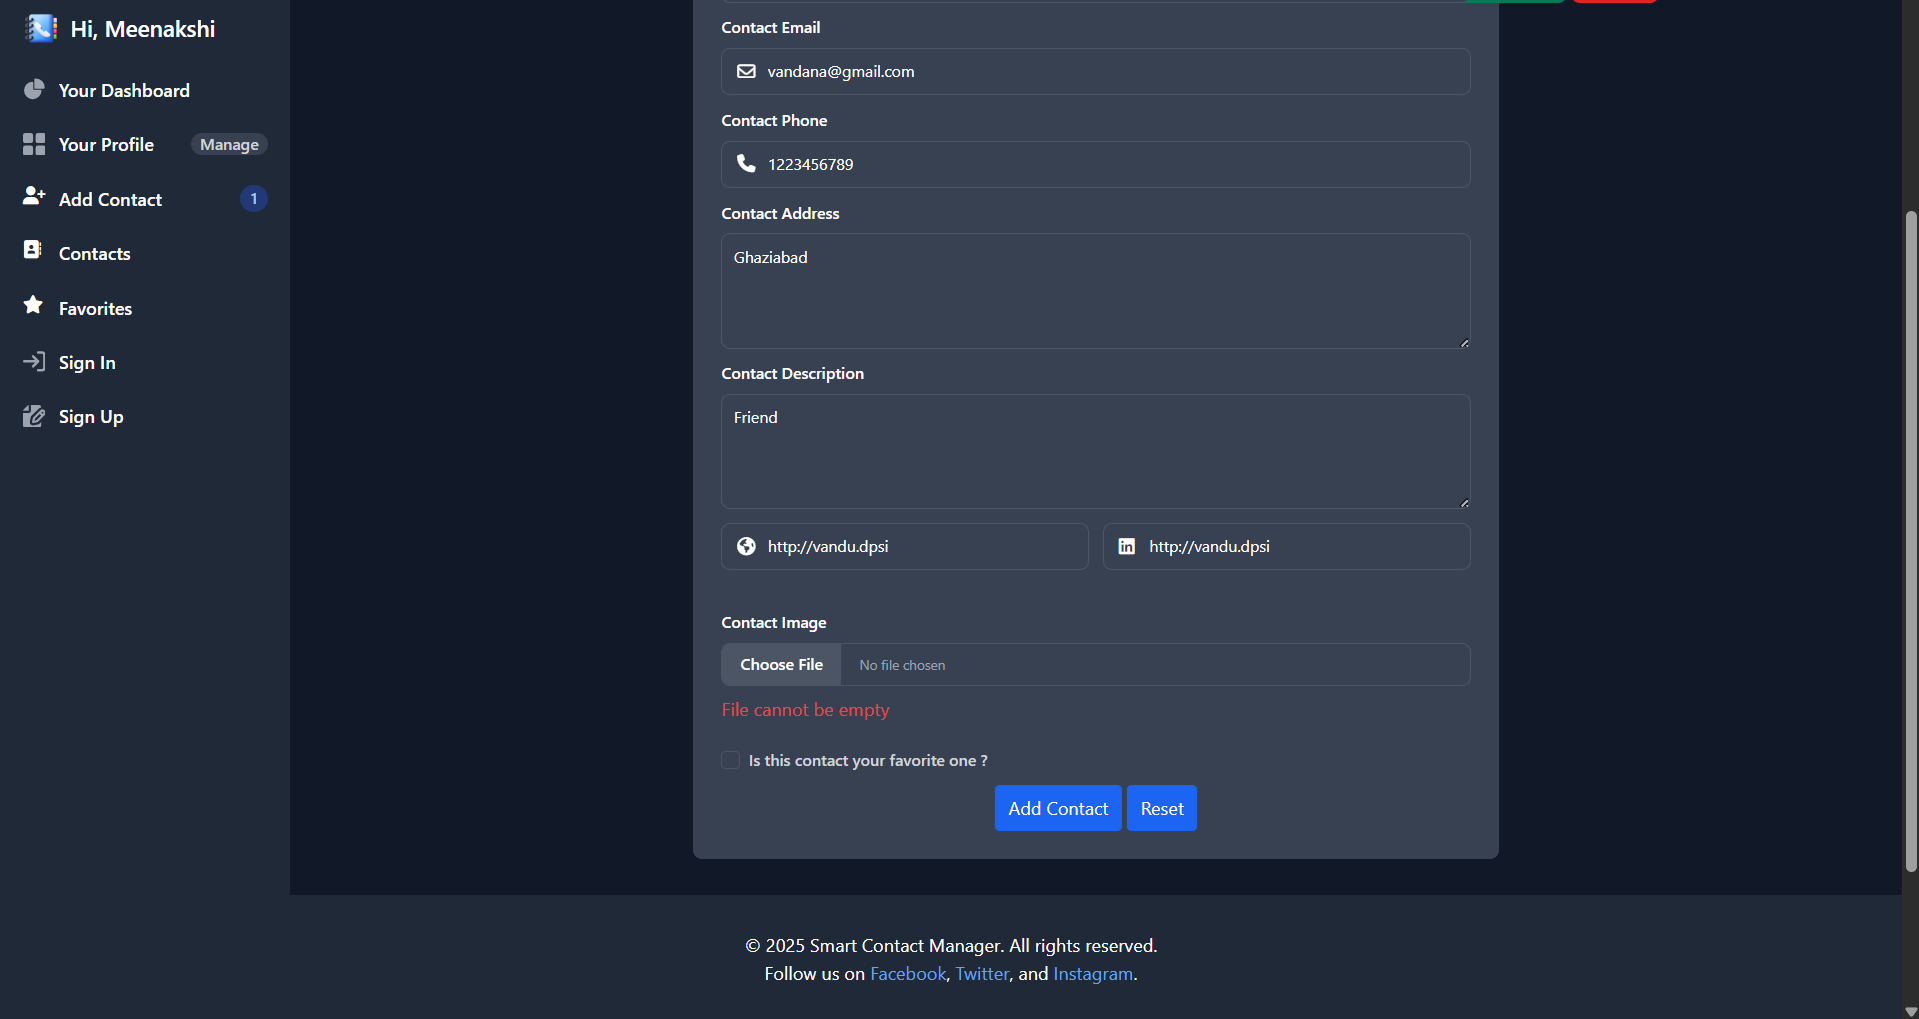 Hi, Meenakshi
Your Dashboard
Your Profile
Manage
Add Contact
1
Contacts
Favorites
Sign In
Sign Up
Contact Email
vandana@gmail.com
Contact Phone
1223456789
Contact Address
Ghaziabad
Contact Description
Friend
http://vandu.dpsi
http://vandu.dpsi
Contact Image
Choose File
No file chosen
File cannot be empty
Is this contact your favorite one ?
Add Contact
Reset
© 2025 Smart Contact Manager. All rights reserved.
Follow us on Facebook, Twitter, and Instagram.